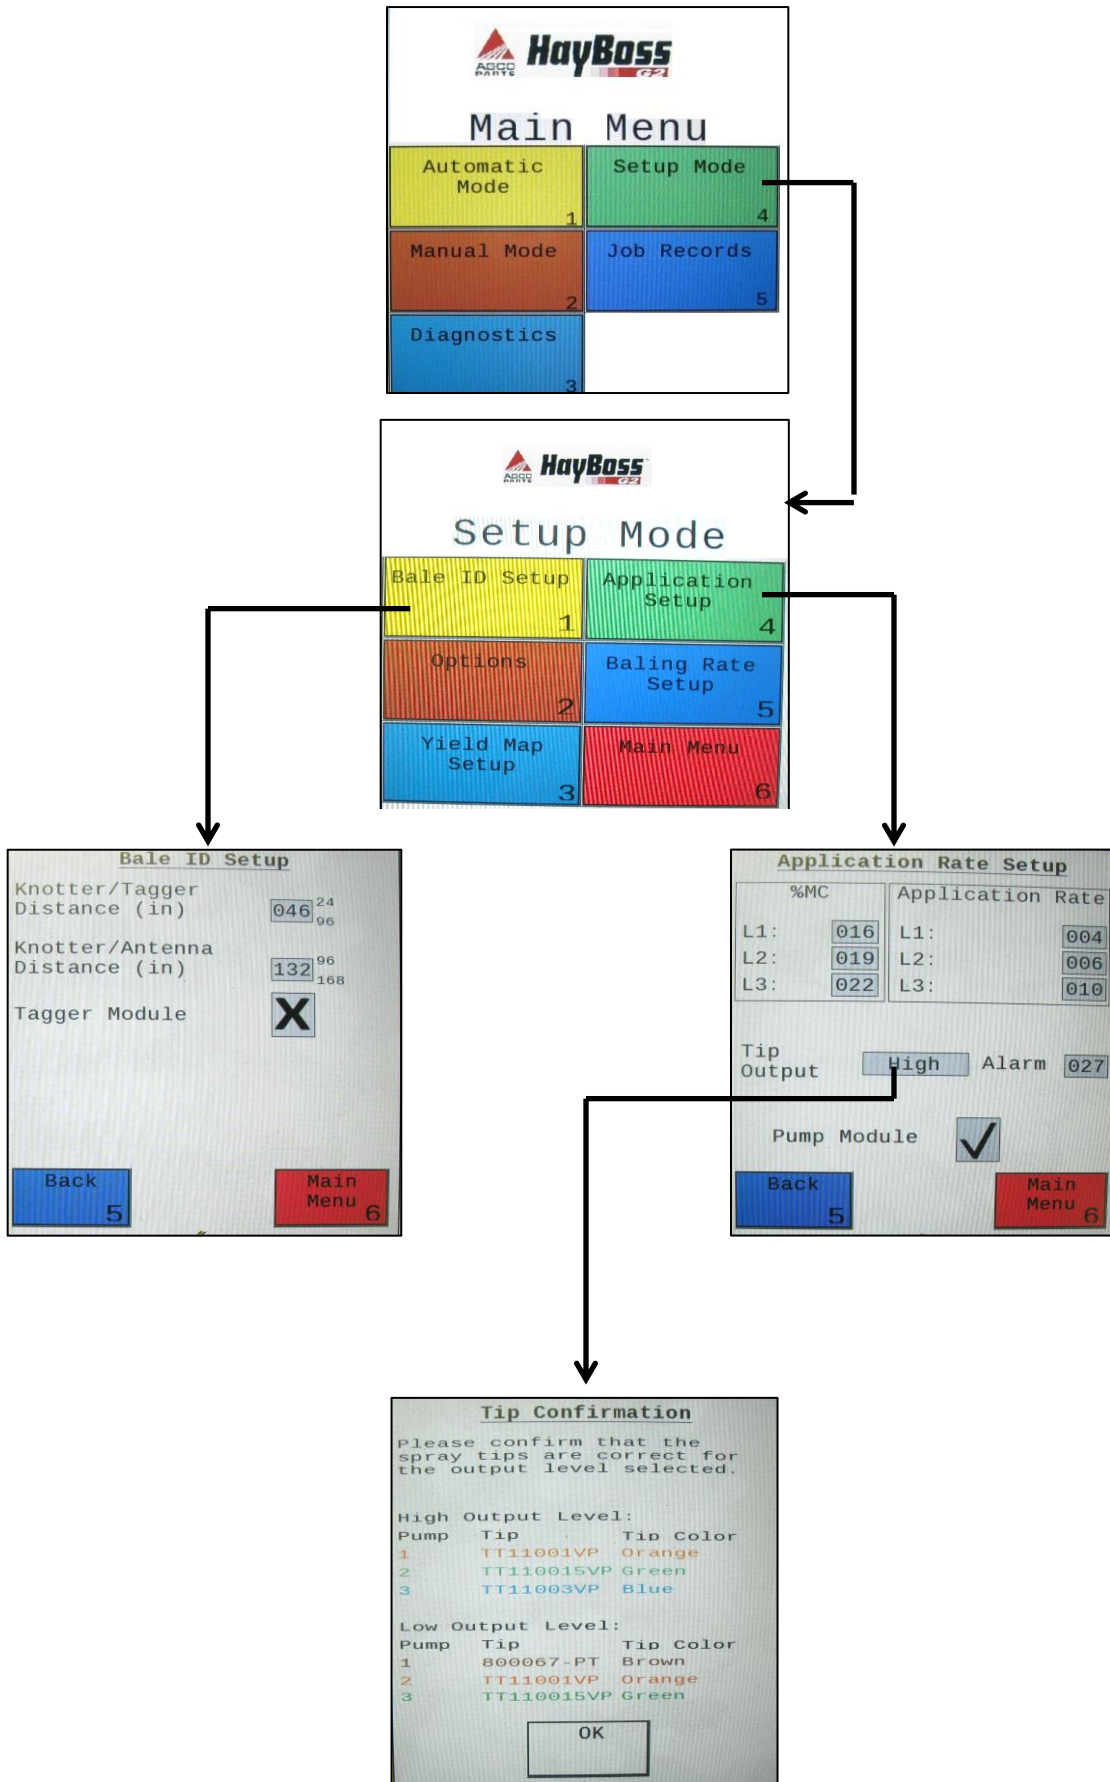 AGCO
PARTS
HayBoss
G2
Main Menu
Automatic
Mode
1
Setup Mode
4
Manual Mode
2
Job Records
5
Diagnostics
3
AGCO
PARTS
HayBoss
G2
Setup Mode
Bale ID Setup
1
Application
Setup
4
Options
2
Baling Rate
Setup
5
Yield Map
Setup
3
Main Menu
6
Bale ID Setup
Knotter/Tagger
Distance (in) 046 24
96
Knotter/Antenna
Distance (in) 132 96
168
Tagger Module X
Back
5
Main
Menu
6
Application Rate Setup
%MC Application Rate
L1: 016 L1: 004
L2: 019 L2: 006
L3: 022 L3: 010
Tip
Output High Alarm 027
Pump Module
Back
5
Main
Menu
6
Tip Confirmation
Please confirm that the
spray tips are correct for
the output level selected.
High Output Level:
Pump Tip Tip Color
1 TT11001VP Orange
2 TT110015VP Green
3 TT11003VP Blue
Low Output Level:
Pump Tip Tip Color
1 800067-PT Brown
2 TT11001VP Orange
3 TT110015VP Green
OK